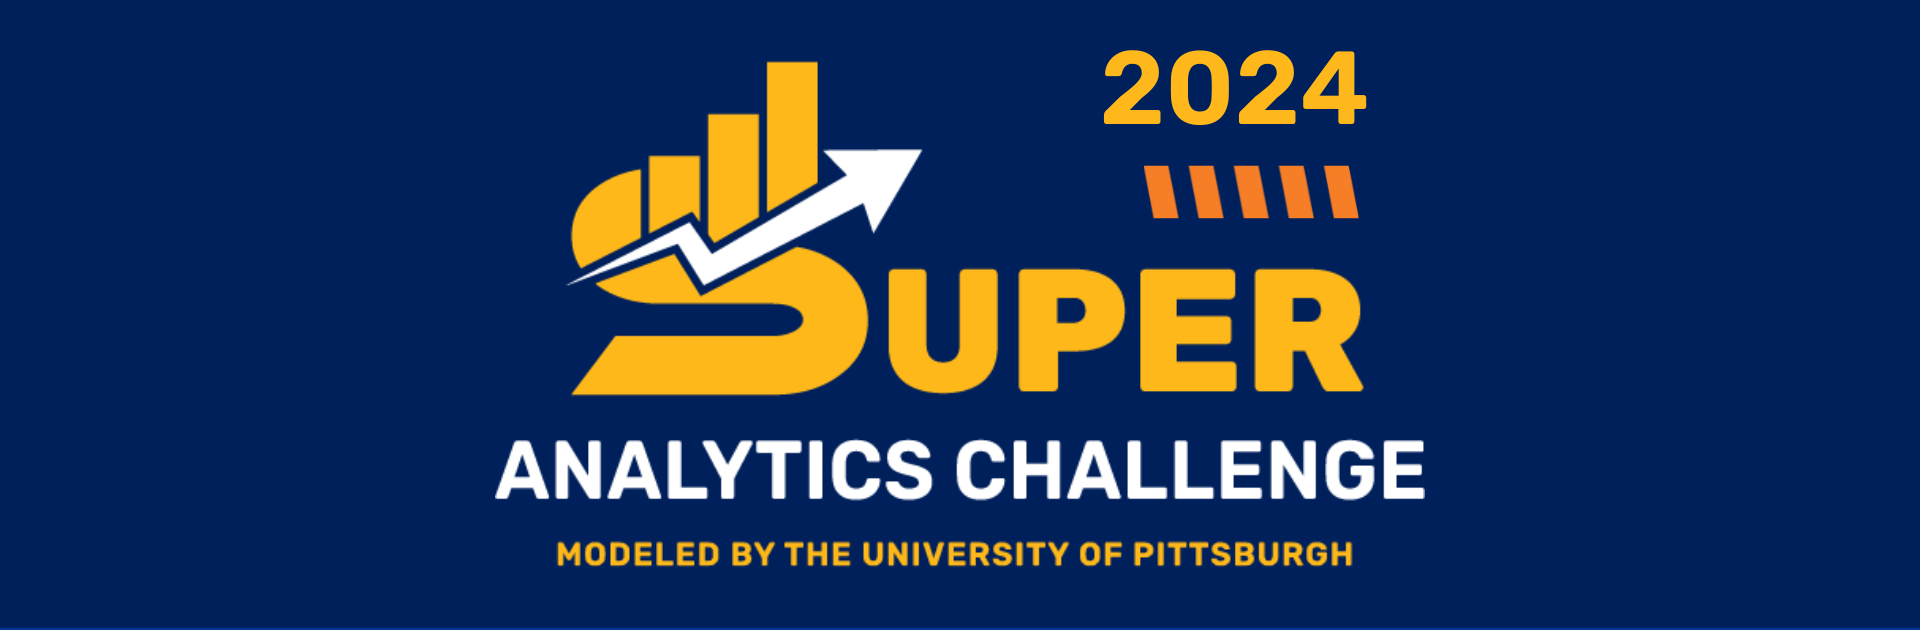 2024
SUPER
ANALYTICS CHALLENGE
MODELED BY THE UNIVERSITY OF PITTSBURGH